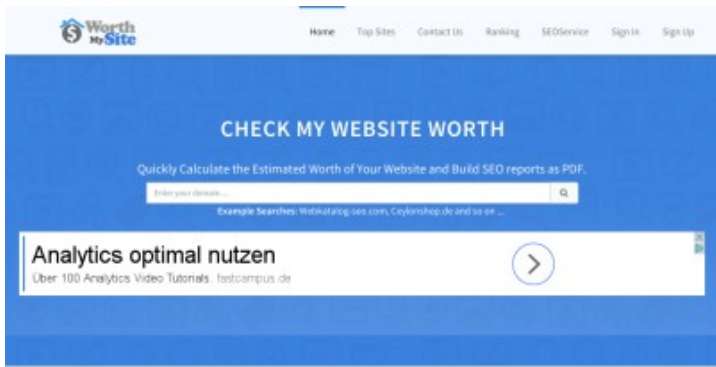 Worth
MySite
Home Top Sites Contact Us Ranking SEOService Sign In Sign Up
CHECK MY WEBSITE WORTH
Quickly Calculate the Estimated Worth of Your Website and Build SEO reports as PDF.
Enter your domain....
Example Searches: Webkatalog-seo.com, Ceylonshop.de and so on ...
Analytics optimal nutzen
Über 100 Analytics Video Tutorials. fastcampus.de